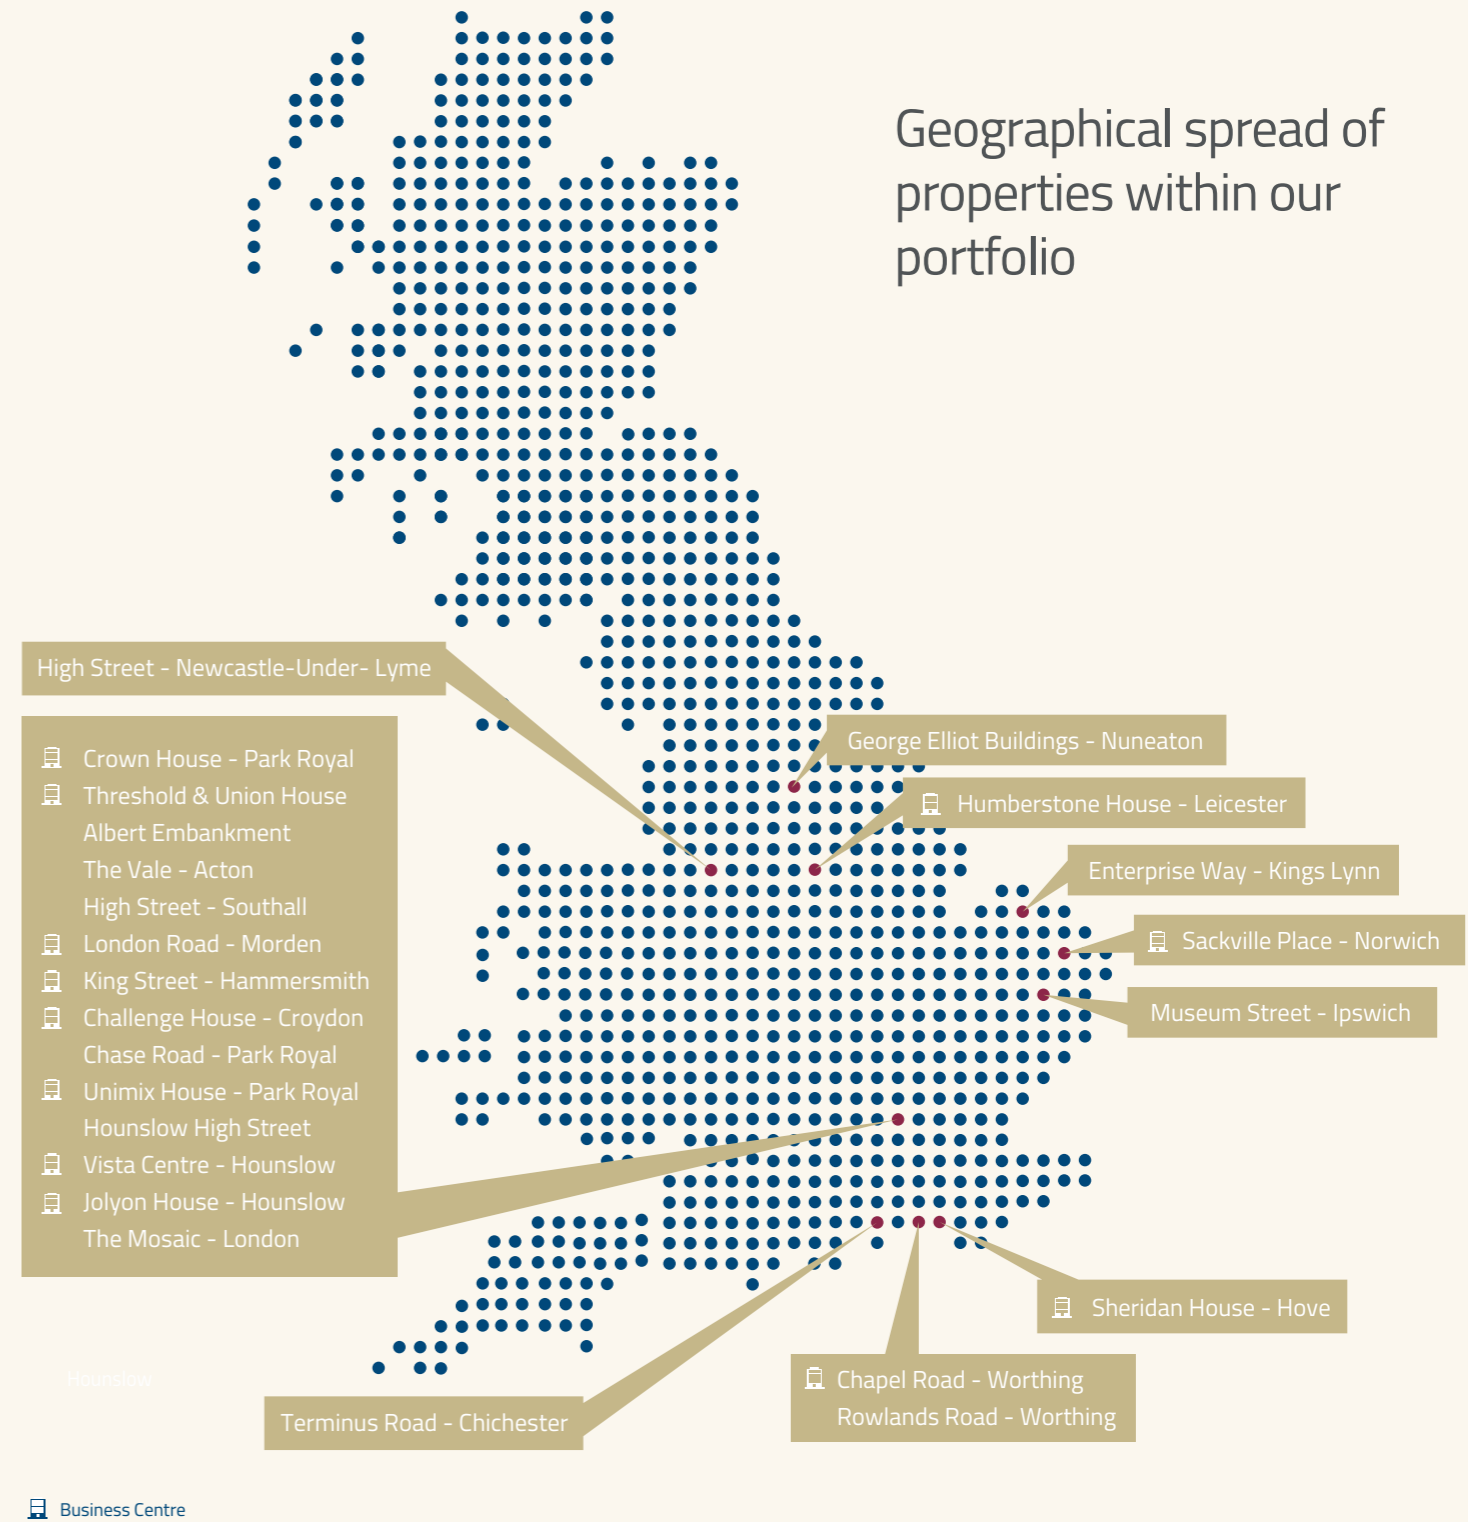 Geographical spread of
properties within our
portfolio
High Street - Newcastle-Under- Lyme
Crown House - Park Royal
Threshold & Union House
Albert Embankment
The Vale - Acton
High Street - Southall
London Road - Morden
King Street - Hammersmith
Challenge House - Croydon
Chase Road - Park Royal
Unimix House - Park Royal
Hounslow High Street
Vista Centre - Hounslow
Jolyon House - Hounslow
The Mosaic - London
George Elliot Buildings - Nuneaton
Humberstone House - Leicester
Enterprise Way - Kings Lynn
Sackville Place - Norwich
Museum Street - Ipswich
Sheridan House - Hove
Chapel Road - Worthing
Rowlands Road - Worthing
Hounslow
Terminus Road - Chichester
Business Centre